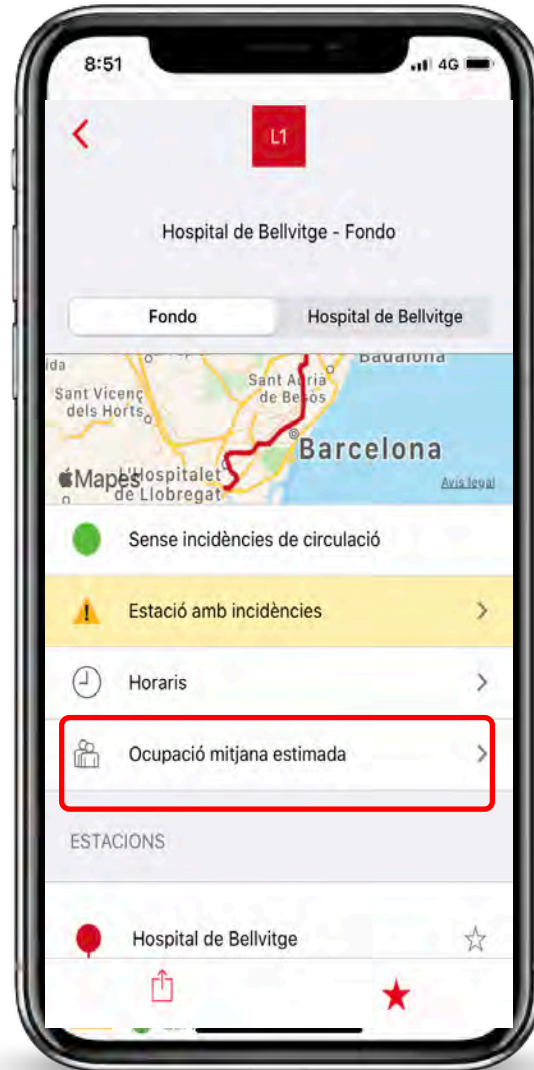 8:51
4G
L1
Hospital de Bellvitge - Fondo
Fondo
Hospital de Bellvitge
Badalona
Sant Adrià
de Besòs
Sant Vicenç
dels Horts
Barcelona
Mapes
L'Hospitalet
de Llobregat
Avís legal
Sense incidències de circulació
Estació amb incidències
Horaris
Ocupació mitjana estimada
ESTACIONS
Hospital de Bellvitge